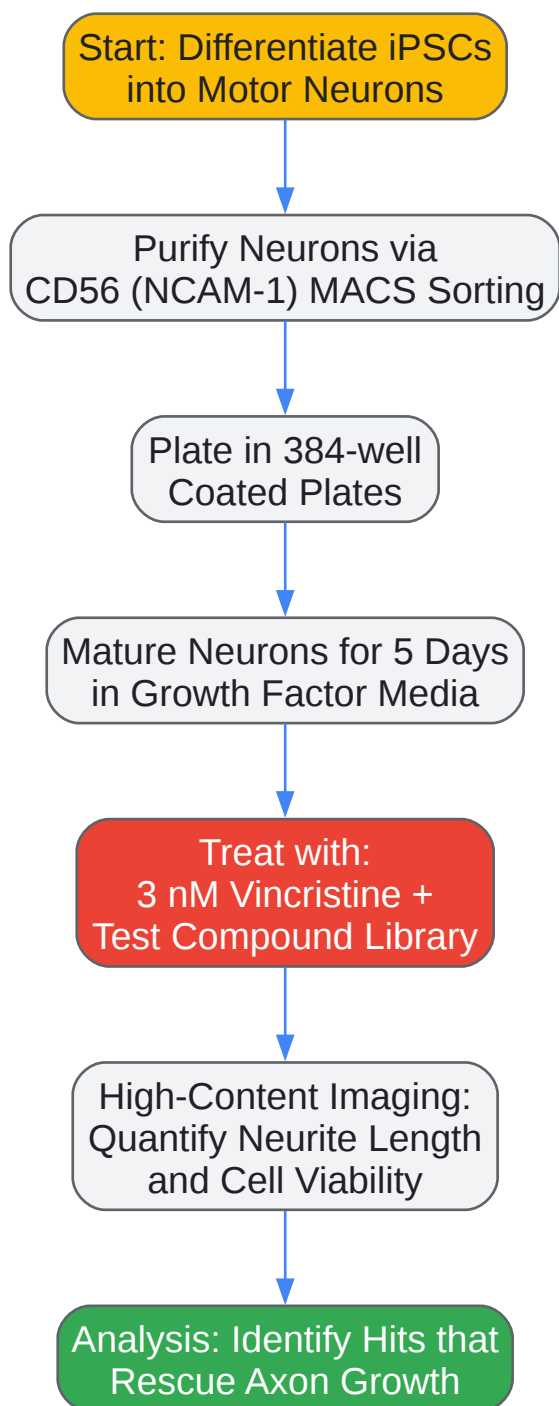 Start: Differentiate iPSCs
into Motor Neurons
Purify Neurons via
CD56 (NCAM-1) MACS Sorting
Plate in 384-well
Coated Plates
Mature Neurons for 5 Days
in Growth Factor Media
Treat with:
3 nM Vincristine +
Test Compound Library
High-Content Imaging:
Quantify Neurite Length
and Cell Viability
Analysis: Identify Hits that
Rescue Axon Growth